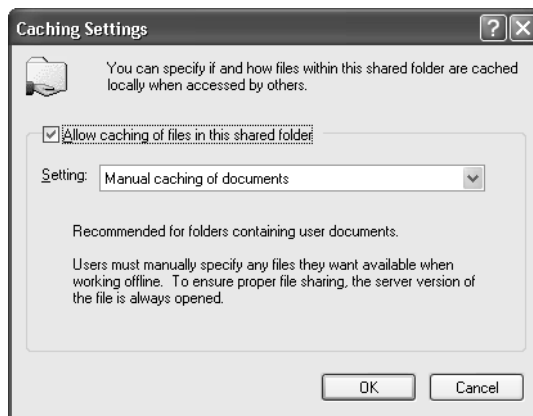 Caching Settings
You can specify if and how files within this shared folder are cached
locally when accessed by others.
Allow caching of files in this shared folder
Setting: Manual caching of documents
Recommended for folders containing user documents.
Users must manually specify any files they want available when
working offline. To ensure proper file sharing, the server version of
the file is always opened.
OK Cancel